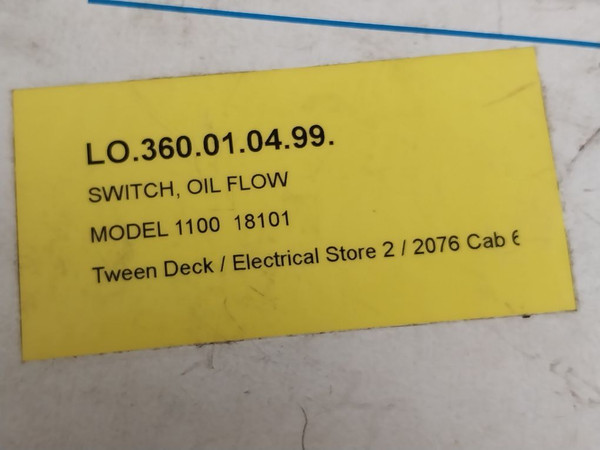 LO.360.01.04.99.
SWITCH, OIL FLOW
MODEL 1100 18101
Tween Deck / Electrical Store 2 / 2076 Cab